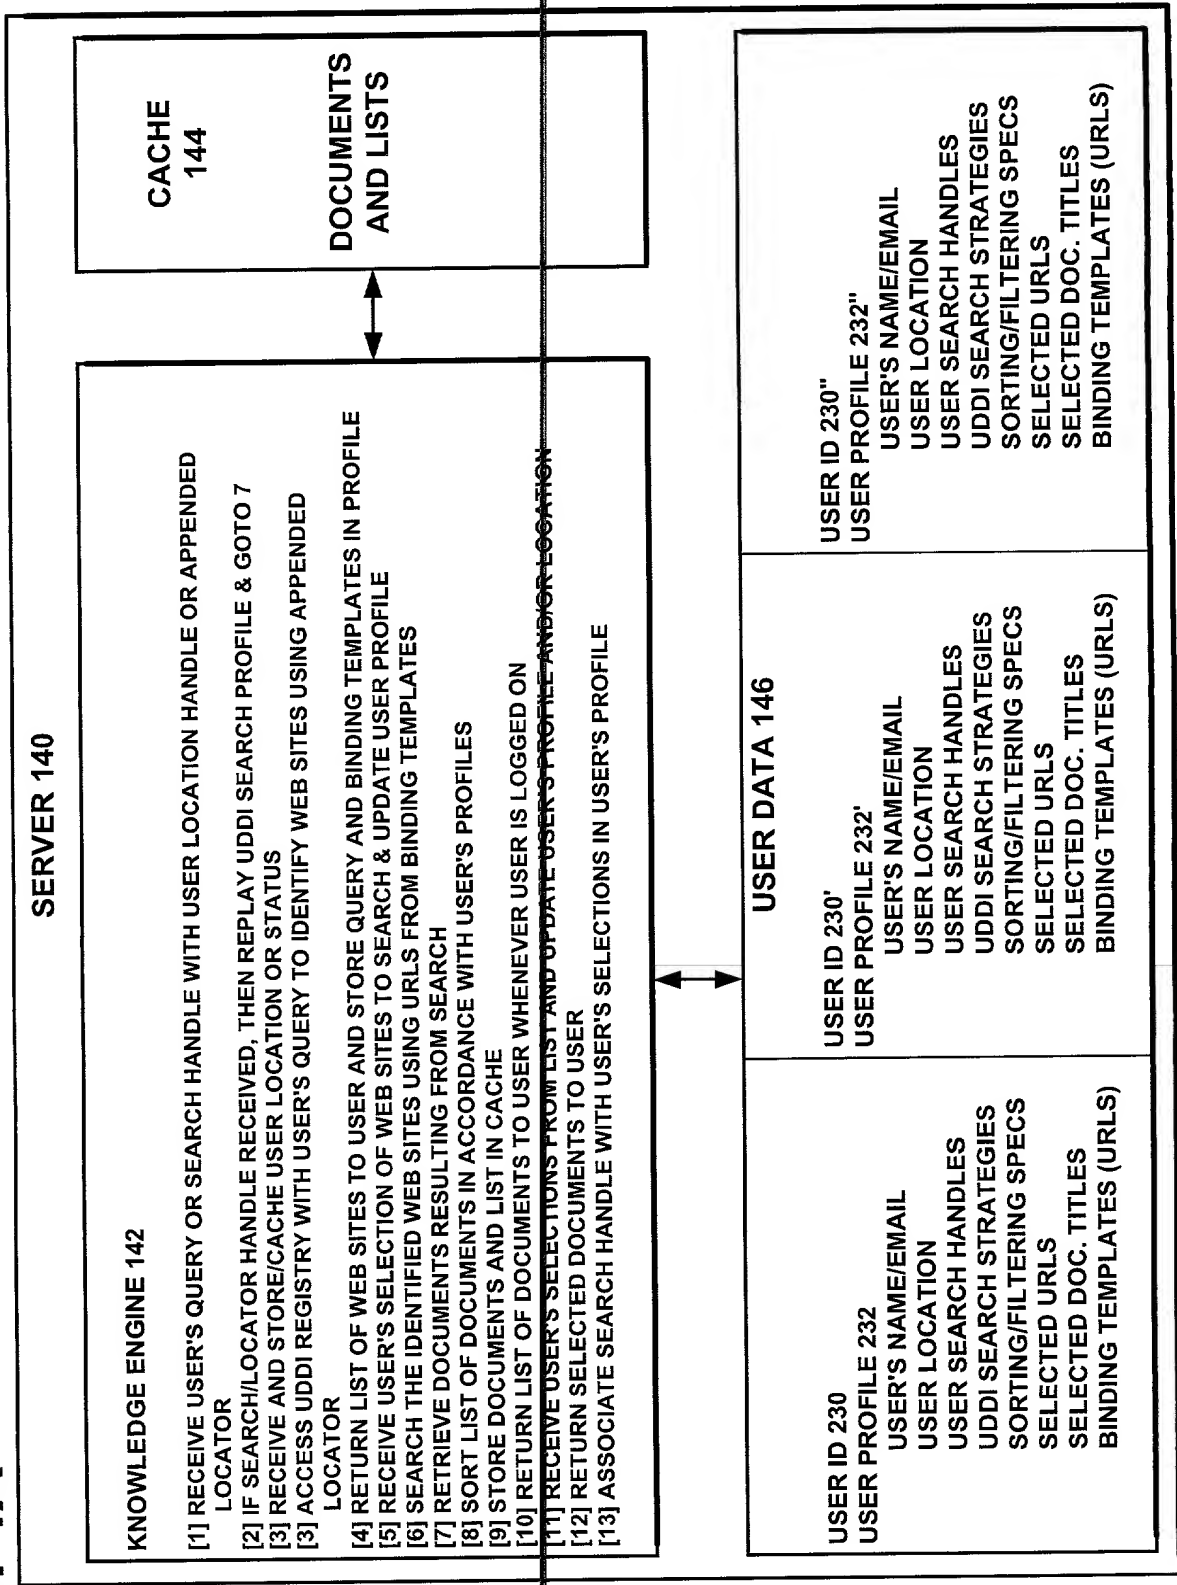 SERVER 140
KNOWLEDGE ENGINE 142
[1] RECEIVE USER'S QUERY OR SEARCH HANDLE WITH USER LOCATION HANDLE OR APPENDED
LOCATOR
[2] IF SEARCH/LOCATOR HANDLE RECEIVED, THEN REPLAY UDDI SEARCH PROFILE & GOTO 7
[3] RECEIVE AND STORE/CACHE USER LOCATION OR STATUS
[3] ACCESS UDDI REGISTRY WITH USER'S QUERY TO IDENTIFY WEB SITES USING APPENDED
LOCATOR
[4] RETURN LIST OF WEB SITES TO USER AND STORE QUERY AND BINDING TEMPLATES IN PROFILE
[5] RECEIVE USER'S SELECTION OF WEB SITES TO SEARCH & UPDATE USER PROFILE
[6] SEARCH THE IDENTIFIED WEB SITES USING URLS FROM BINDING TEMPLATES
[7] RETRIEVE DOCUMENTS RESULTING FROM SEARCH
[8] SORT LIST OF DOCUMENTS IN ACCORDANCE WITH USER'S PROFILES
[9] STORE DOCUMENTS AND LIST IN CACHE
[10] RETURN LIST OF DOCUMENTS TO USER WHENEVER USER IS LOGGED ON
[11] RECEIVE USER'S SELECTIONS FROM LIST AND UPDATE USER'S PROFILE AND/OR LOCATION
[12] RETURN SELECTED DOCUMENTS TO USER
[13] ASSOCIATE SEARCH HANDLE WITH USER'S SELECTIONS IN USER'S PROFILE
CACHE
144
DOCUMENTS
AND LISTS
USER DATA 146
USER ID 230
USER PROFILE 232
USER'S NAME/EMAIL
USER LOCATION
USER SEARCH HANDLES
UDDI SEARCH STRATEGIES
SORTING/FILTERING SPECS
SELECTED URLS
SELECTED DOC. TITLES
BINDING TEMPLATES (URLS)
USER ID 230'
USER PROFILE 232'
USER'S NAME/EMAIL
USER LOCATION
USER SEARCH HANDLES
UDDI SEARCH STRATEGIES
SORTING/FILTERING SPECS
SELECTED URLS
SELECTED DOC. TITLES
BINDING TEMPLATES (URLS)
USER ID 230"
USER PROFILE 232"
USER'S NAME/EMAIL
USER LOCATION
USER SEARCH HANDLES
UDDI SEARCH STRATEGIES
SORTING/FILTERING SPECS
SELECTED URLS
SELECTED DOC. TITLES
BINDING TEMPLATES (URLS)